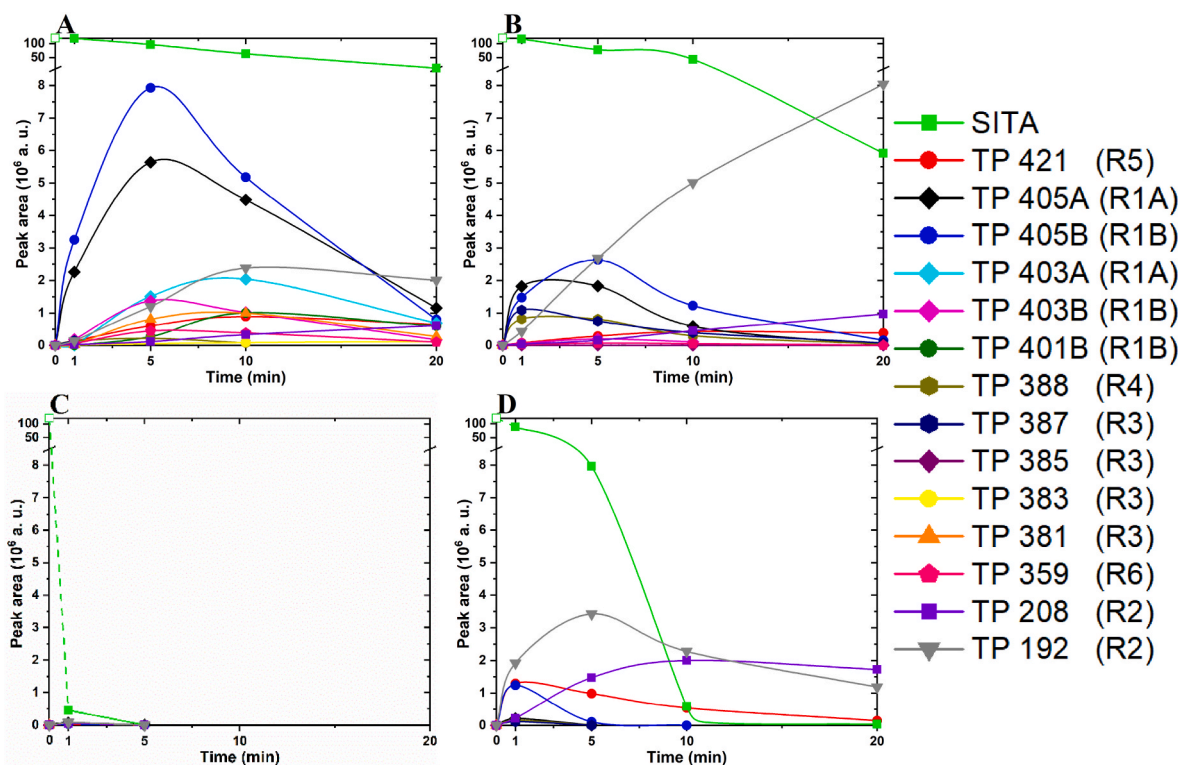 A
100
50
8
7
6
5
4
3
2
1
0
Peak area (10⁶ a. u.)
0 1 5 10 20
Time (min)
B
100
50
8
7
6
5
4
3
2
1
0
Peak area (10⁶ a. u.)
0 1 5 10 20
Time (min)
C
100
50
8
7
6
5
4
3
2
1
0
Peak area (10⁶ a. u.)
0 1 5 10 20
Time (min)
D
100
50
8
7
6
5
4
3
2
1
0
Peak area (10⁶ a. u.)
0 1 5 10 20
Time (min)
SITA
TP 421 (R5)
TP 405A (R1A)
TP 405B (R1B)
TP 403A (R1A)
TP 403B (R1B)
TP 401B (R1B)
TP 388 (R4)
TP 387 (R3)
TP 385 (R3)
TP 383 (R3)
TP 381 (R3)
TP 359 (R6)
TP 208 (R2)
TP 192 (R2)